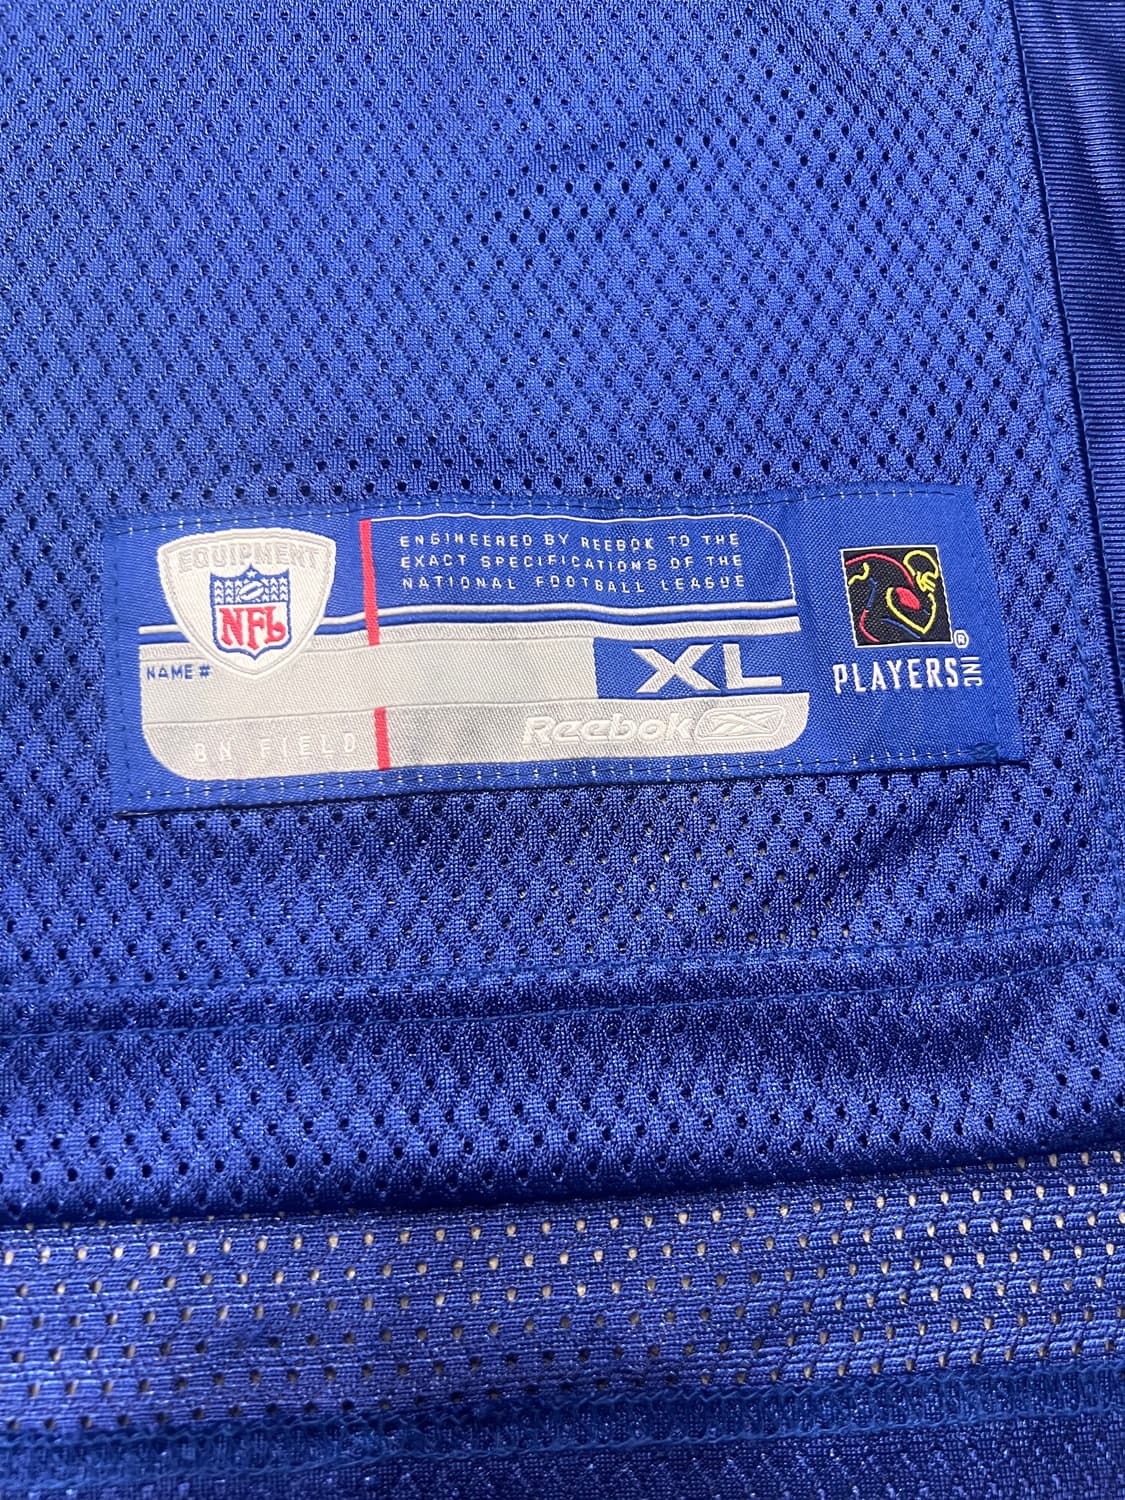 EQUIPMENT
NFL
ENGINEERED BY REEBOK TO THE
EXACT SPECIFICATIONS OF THE
NATIONAL FOOTBALL LEAGUE
NAME #
XL
ON FIELD
Reebok
®
PLAYERS INC